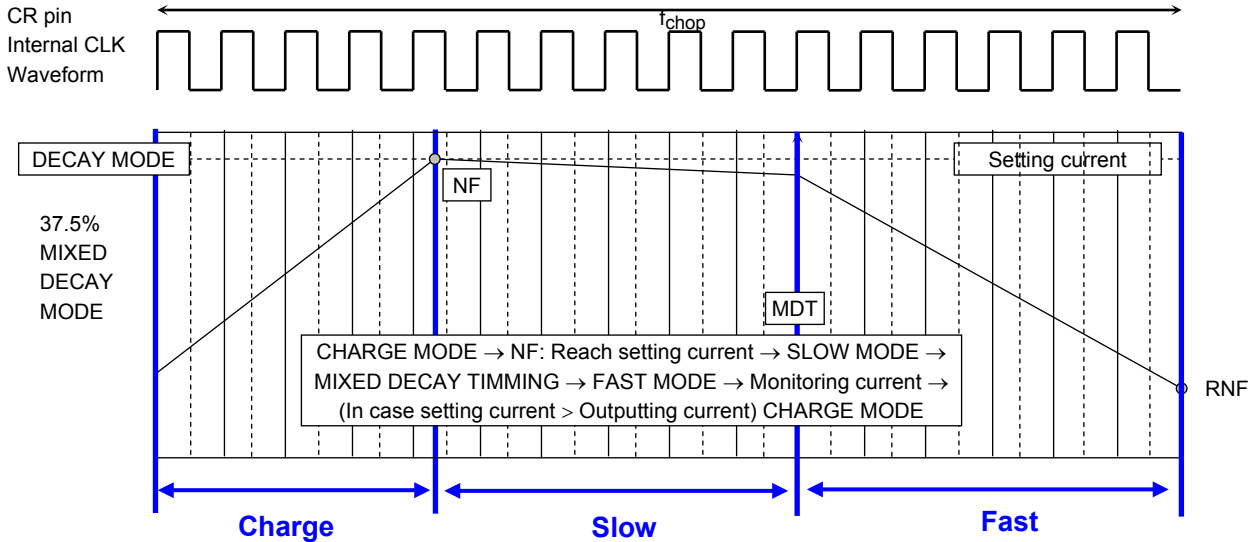 CR pin
fchop
Internal CLK
Waveform
DECAY MODE
Setting current
NF
37.5%
MIXED
DECAY
MODE
MDT
CHARGE MODE → NF: Reach setting current → SLOW MODE →
MIXED DECAY TIMMING → FAST MODE → Monitoring current →
(In case setting current > Outputting current) CHARGE MODE
RNF
Charge
Slow
Fast